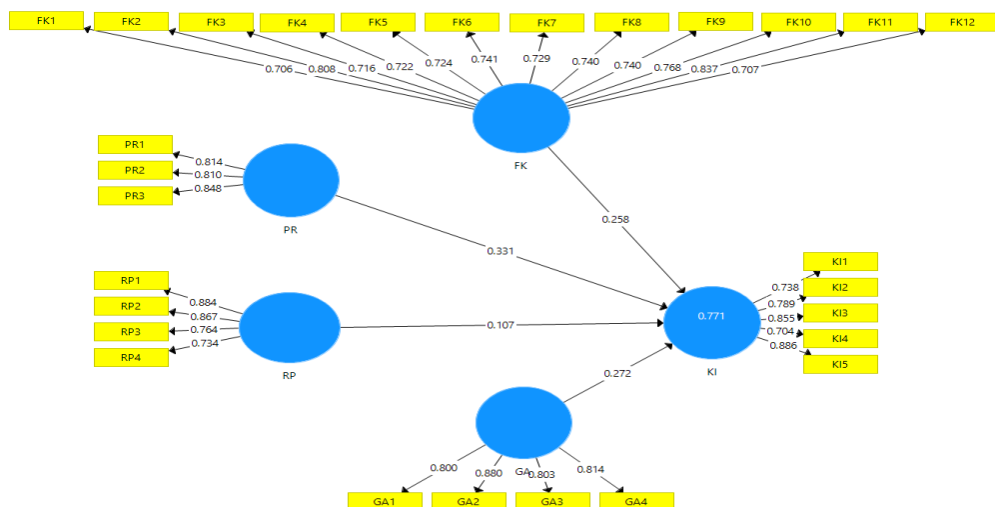 FK1 FK2 FK3 FK4 FK5 FK6 FK7 FK8 FK9 FK10 FK11 FK12
0.706 0.808 0.716 0.722 0.724 0.741 0.729 0.740 0.740 0.768 0.837 0.707
FK
PR1
PR2
PR3
0.814
0.810
0.848
PR
0.258
0.331
RP1
RP2
RP3
RP4
0.884
0.867
0.764
0.734
RP
0.107
0.771
KI
0.738
0.789
0.855
0.704
0.886
KI1
KI2
KI3
KI4
KI5
0.272
GA
0.800 0.880 0.803 0.814
GA1 GA2 GA3 GA4